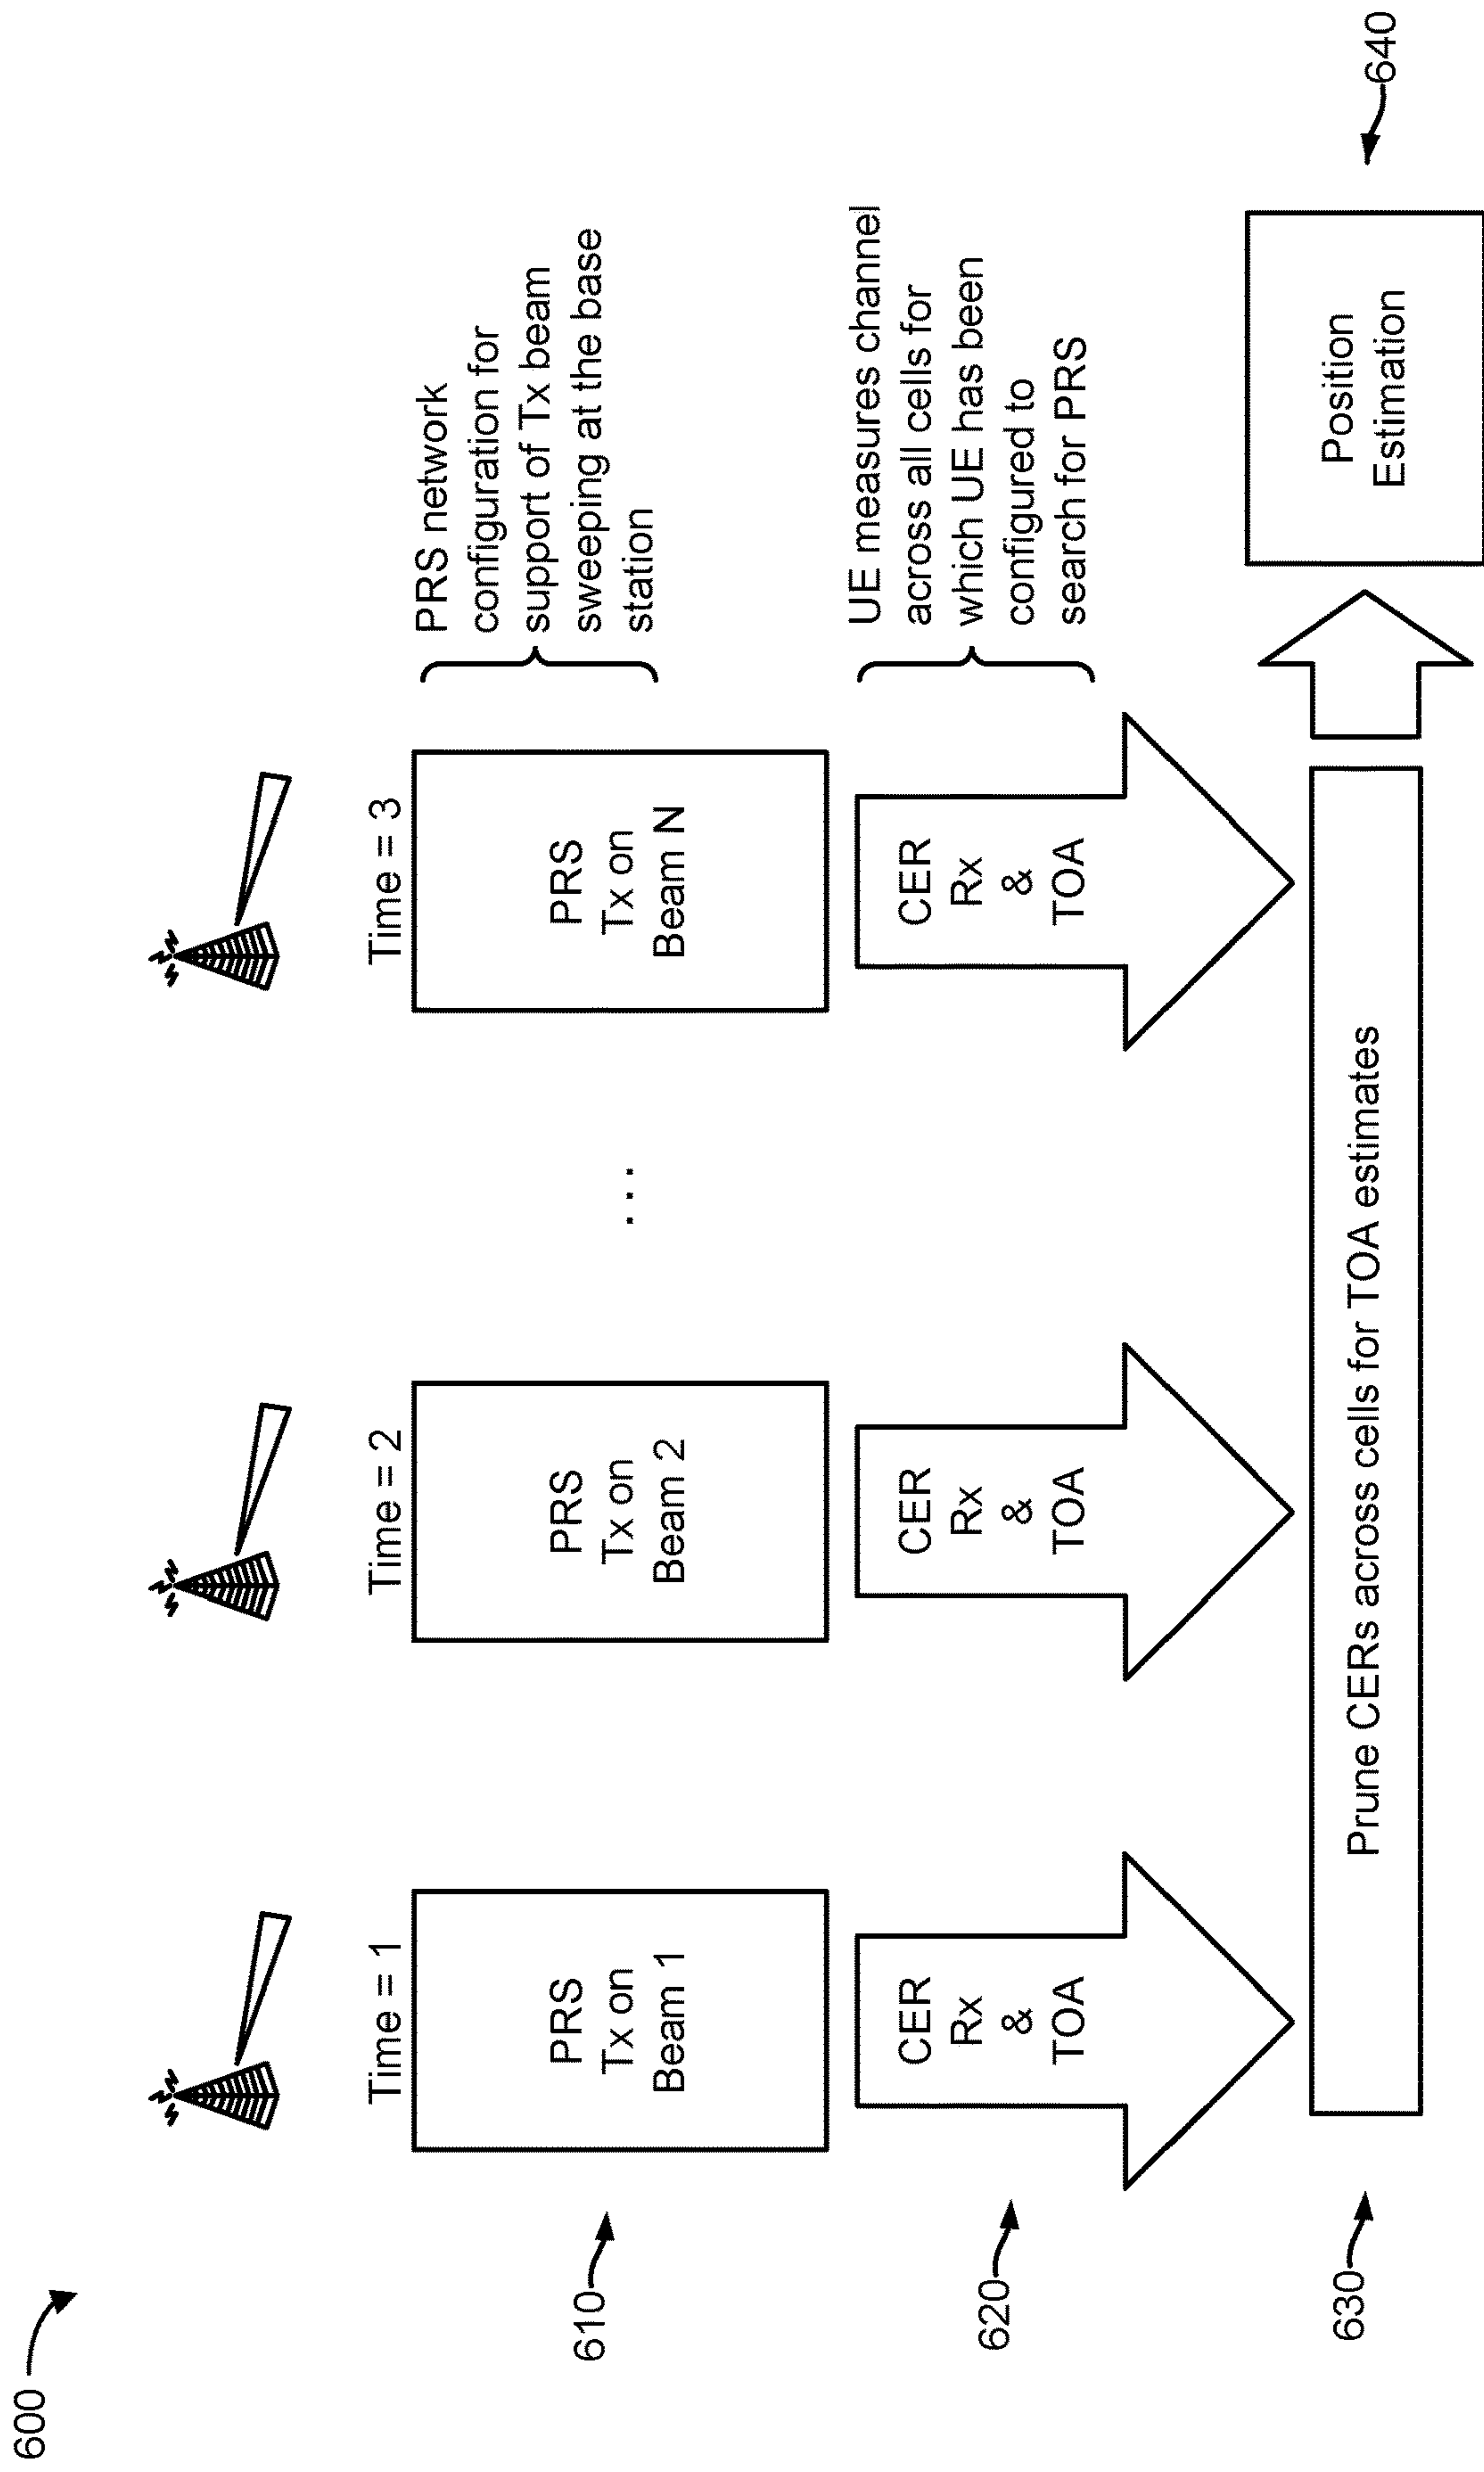 600
Time = 1
Time = 2
Time = 3
610
PRS
Tx on
Beam 1
PRS
Tx on
Beam 2
. . .
PRS
Tx on
Beam N
PRS network
configuration for
support of Tx beam
sweeping at the base
station
620
CER
Rx
&
TOA
CER
Rx
&
TOA
CER
Rx
&
TOA
UE measures channel
across all cells for
which UE has been
configured to
search for PRS
630
Prune CERs across cells for TOA estimates
Position
Estimation
640